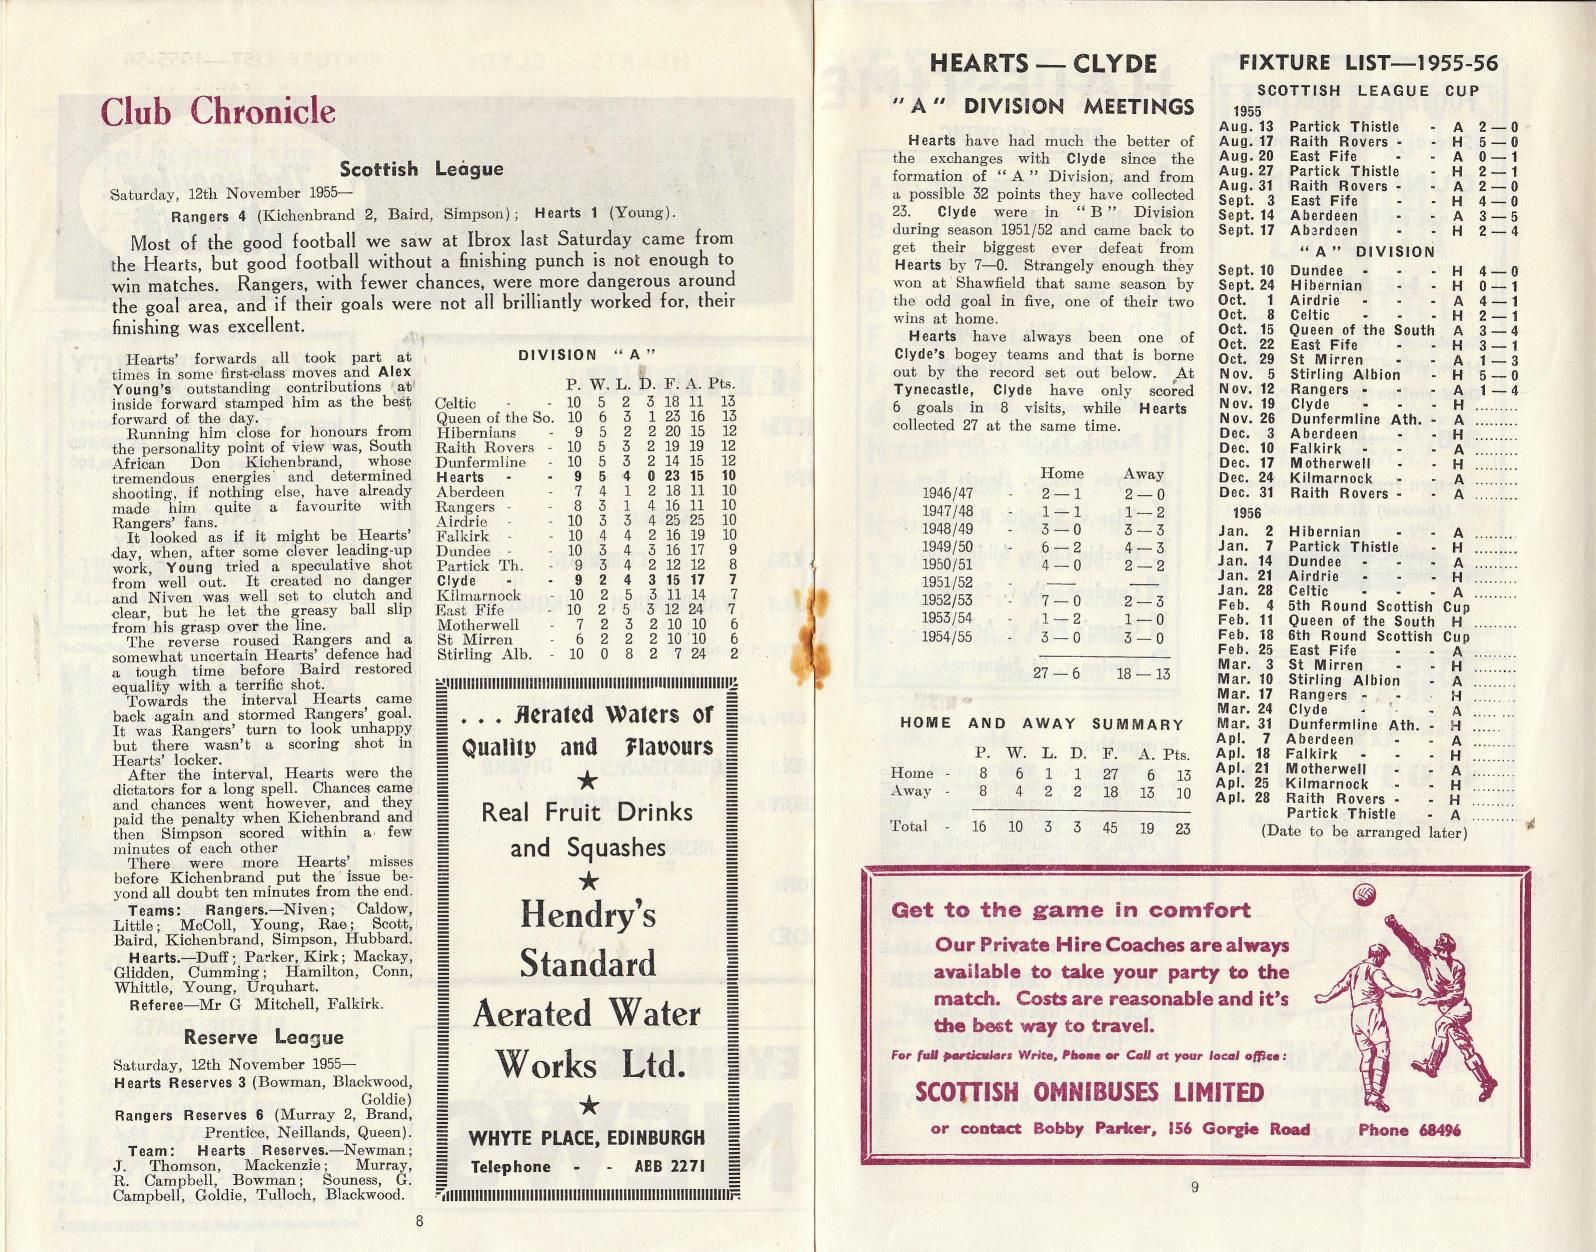 Club Chronicle
Scottish League
Saturday, 12th November 1955—
Rangers 4 (Kichenbrand 2, Baird, Simpson); Hearts 1 (Young).
Most of the good football we saw at Ibrox last Saturday came from
the Hearts, but good football without a finishing punch is not enough to
win matches. Rangers, with fewer chances, were more dangerous around
the goal area, and if their goals were not all brilliantly worked for, their
finishing was excellent.
Hearts' forwards all took part at
times in some first-class moves and Alex
Young's outstanding contributions at
inside forward stamped him as the best
forward of the day.
Running him close for honours from
the personality point of view was, South
African Don Kichenbrand, whose
tremendous energies and determined
shooting, if nothing else, have already
made him quite a favourite with
Rangers' fans.
It looked as if it might be Hearts'
day, when, after some clever leading-up
work, Young tried a speculative shot
from well out. It created no danger
and Niven was well set to clutch and
clear, but he let the greasy ball slip
from his grasp over the line.
The reverse roused Rangers and a
somewhat uncertain Hearts' defence had
a tough time before Baird restored
equality with a terrific shot.
Towards the interval Hearts came
back again and stormed Rangers' goal.
It was Rangers' turn to look unhappy
but there wasn't a scoring shot in
Hearts' locker.
After the interval, Hearts were the
dictators for a long spell. Chances came
and chances went however, and they
paid the penalty when Kichenbrand and
then Simpson scored within a few
minutes of each other
There were more Hearts' misses
before Kichenbrand put the issue be-
yond all doubt ten minutes from the end.
Teams: Rangers.—Niven; Caldow,
Little; McColl, Young, Rae; Scott,
Baird, Kichenbrand, Simpson, Hubbard.
Hearts.—Duff; Parker, Kirk; Mackay,
Glidden, Cumming; Hamilton, Conn,
Whittle, Young, Urquhart.
Referee—Mr G Mitchell, Falkirk.
Reserve League
Saturday, 12th November 1955—
Hearts Reserves 3 (Bowman, Blackwood,
Goldie)
Rangers Reserves 6 (Murray 2, Brand,
Prentice, Neillands, Queen).
Team: Hearts Reserves.—Newman;
J. Thomson, Mackenzie; Murray,
R. Campbell, Bowman; Souness, G.
Campbell, Goldie, Tulloch, Blackwood.
DIVISION "A"
P. W. L. D. F. A. Pts.
Celtic - - 10 5 2 3 18 11 13
Queen of the So. 10 6 3 1 23 16 13
Hibernians - 9 5 2 2 20 15 12
Raith Rovers - 10 5 3 2 19 19 12
Dunfermline - 10 5 3 2 14 15 12
Hearts - - 9 5 4 0 23 15 10
Aberdeen - 7 4 1 2 18 11 10
Rangers - - 8 3 1 4 16 11 10
Airdrie - - 10 3 3 4 25 25 10
Falkirk - - 10 4 4 2 16 19 10
Dundee - - 10 3 4 3 16 17 9
Partick Th. - 9 3 4 2 12 12 8
Clyde - - 9 2 4 3 15 17 7
Kilmarnock - 10 2 5 3 11 14 7
East Fife - 10 2 5 3 12 24 7
Motherwell - 7 2 3 2 10 10 6
St Mirren - 6 2 2 2 10 10 6
Stirling Alb. - 10 0 8 2 7 24 2
... Aerated Waters of
Quality and Flavours
★
Real Fruit Drinks
and Squashes
★
Hendry's
Standard
Aerated Water
Works Ltd.
★
WHYTE PLACE, EDINBURGH
Telephone - - ABB 2271
8
HEARTS — CLYDE
"A" DIVISION MEETINGS
Hearts have had much the better of
the exchanges with Clyde since the
formation of "A" Division, and from
a possible 32 points they have collected
23. Clyde were in "B" Division
during season 1951/52 and came back to
get their biggest ever defeat from
Hearts by 7—0. Strangely enough they
won at Shawfield that same season by
the odd goal in five, one of their two
wins at home.
Hearts have always been one of
Clyde's bogey teams and that is borne
out by the record set out below. At
Tynecastle, Clyde have only scored
6 goals in 8 visits, while Hearts
collected 27 at the same time.
Home Away
1946/47 - 2—1 2—0
1947/48 - 1—1 1—2
1948/49 - 3—0 3—3
1949/50 - 6—2 4—3
1950/51 - 4—0 2—2
1951/52 - —— ——
1952/53 - 7—0 2—3
1953/54 - 1—2 1—0
1954/55 - 3—0 3—0
27—6 18—13
HOME AND AWAY SUMMARY
P. W. L. D. F. A. Pts.
Home - 8 6 1 1 27 6 13
Away - 8 4 2 2 18 13 10
Total - 16 10 3 3 45 19 23
FIXTURE LIST—1955-56
SCOTTISH LEAGUE CUP
1955
Aug. 13 Partick Thistle - A 2—0
Aug. 17 Raith Rovers - H 5—0
Aug. 20 East Fife - A 0—1
Aug. 27 Partick Thistle - H 2—1
Aug. 31 Raith Rovers - A 2—0
Sept. 3 East Fife - H 4—0
Sept. 14 Aberdeen - A 3—5
Sept. 17 Aberdeen - H 2—4
"A" DIVISION
Sept. 10 Dundee - - - H 4—0
Sept. 24 Hibernian - - H 0—1
Oct. 1 Airdrie - - - A 4—1
Oct. 8 Celtic - - - H 2—1
Oct. 15 Queen of the South A 3—4
Oct. 22 East Fife - - H 3—1
Oct. 29 St Mirren - - A 1—3
Nov. 5 Stirling Albion - H 5—0
Nov. 12 Rangers - - - A 1—4
Nov. 19 Clyde - - - H .........
Nov. 26 Dunfermline Ath. - A .........
Dec. 3 Aberdeen - - H .........
Dec. 10 Falkirk - - - A .........
Dec. 17 Motherwell - - H .........
Dec. 24 Kilmarnock - - A .........
Dec. 31 Raith Rovers - - A .........
1956
Jan. 2 Hibernian - - A .........
Jan. 7 Partick Thistle - H .........
Jan. 14 Dundee - - - A .........
Jan. 21 Airdrie - - - H .........
Jan. 28 Celtic - - - A .........
Feb. 4 5th Round Scottish Cup
Feb. 11 Queen of the South H .........
Feb. 18 6th Round Scottish Cup
Feb. 25 East Fife - - A .........
Mar. 3 St Mirren - - H .........
Mar. 10 Stirling Albion - A .........
Mar. 17 Rangers - - - H .........
Mar. 24 Clyde - - - A .........
Mar. 31 Dunfermline Ath. - H .........
Apl. 7 Aberdeen - - A .........
Apl. 18 Falkirk - - - H .........
Apl. 21 Motherwell - - A .........
Apl. 25 Kilmarnock - - H .........
Apl. 28 Raith Rovers - - H .........
Partick Thistle - A .........
(Date to be arranged later)
Get to the game in comfort
Our Private Hire Coaches are always
available to take your party to the
match. Costs are reasonable and it's
the best way to travel.
For full particulars Write, Phone or Call at your local office:
SCOTTISH OMNIBUSES LIMITED
or contact Bobby Parker, 156 Gorgie Road Phone 68496
9